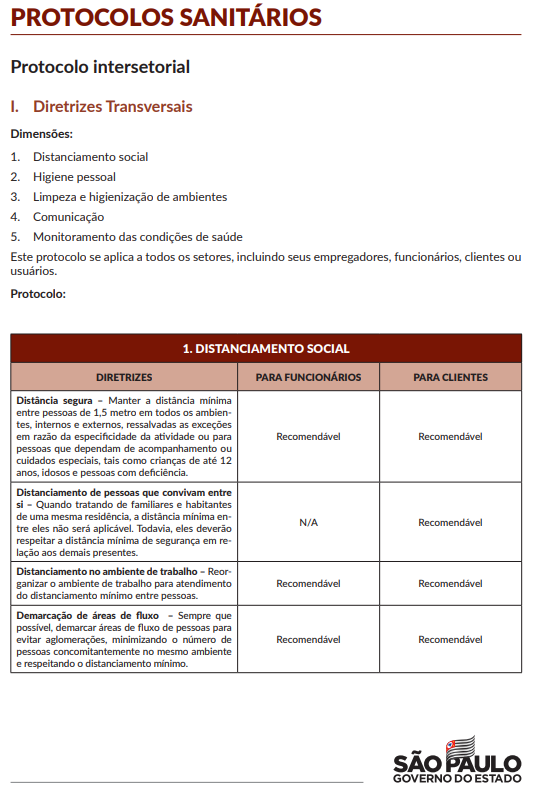 PROTOCOLOS SANITÁRIOS
Protocolo intersetorial
I. Diretrizes Transversais
Dimensões:
1. Distanciamento social
2. Higiene pessoal
3. Limpeza e higienização de ambientes
4. Comunicação
5. Monitoramento das condições de saúde
Este protocolo se aplica a todos os setores, incluindo seus empregadores, funcionários, clientes ou
usuários.
Protocolo:
1. DISTANCIAMENTO SOCIAL
DIRETRIZES PARA FUNCIONÁRIOS PARA CLIENTES
Distância segura – Manter a distância mínima
entre pessoas de 1,5 metro em todos os ambien-
tes, internos e externos, ressalvadas as exceções
em razão da especificidade da atividade ou para
pessoas que dependam de acompanhamento ou
cuidados especiais, tais como crianças de até 12
anos, idosos e pessoas com deficiência.
Recomendável
Recomendável
Distanciamento de pessoas que convivam entre
si – Quando tratando de familiares e habitantes
de uma mesma residência, a distância mínima en-
tre eles não será aplicável. Todavia, eles deverão
respeitar a distância mínima de segurança em re-
lação aos demais presentes.
N/A
Recomendável
Distanciamento no ambiente de trabalho – Reor-
ganizar o ambiente de trabalho para atendimento
do distanciamento mínimo entre pessoas.
Recomendável
Recomendável
Demarcação de áreas de fluxo – Sempre que
possível, demarcar áreas de fluxo de pessoas para
evitar aglomerações, minimizando o número de
pessoas concomitantemente no mesmo ambiente
e respeitando o distanciamento mínimo.
Recomendável
Recomendável
SÃO PAULO
GOVERNO DO ESTADO